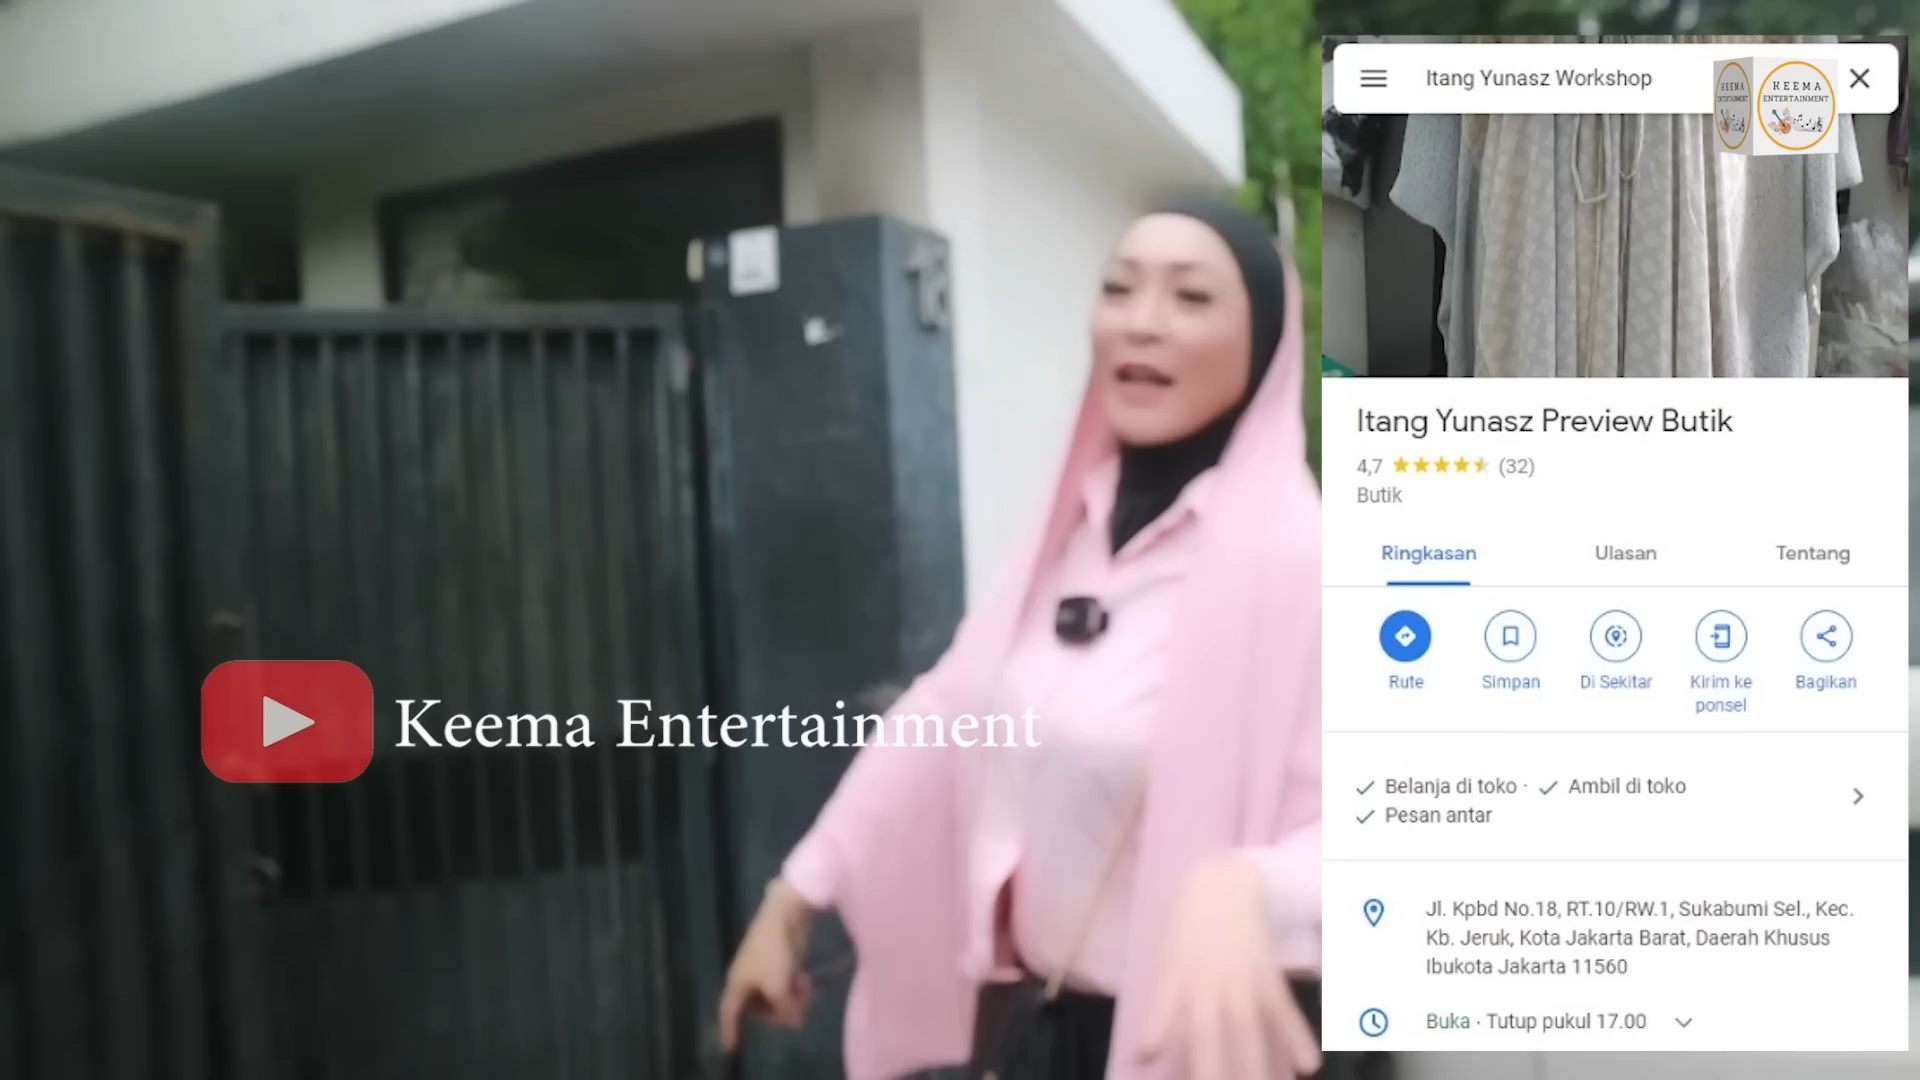 Itang Yunasz Workshop
KEEMA
ENTERTAINMENT
KEEMA
ENTERTAINMENT
Itang Yunasz Preview Butik
4,7 (32)
Butik
Ringkasan Ulasan Tentang
Rute Simpan Di Sekitar Kirim ke ponsel Bagikan
Belanja di toko · Ambil di toko
Pesan antar
Jl. Kpbd No.18, RT.10/RW.1, Sukabumi Sel., Kec.
Kb. Jeruk, Kota Jakarta Barat, Daerah Khusus
Ibukota Jakarta 11560
Buka · Tutup pukul 17.00
18
Keema Entertainment